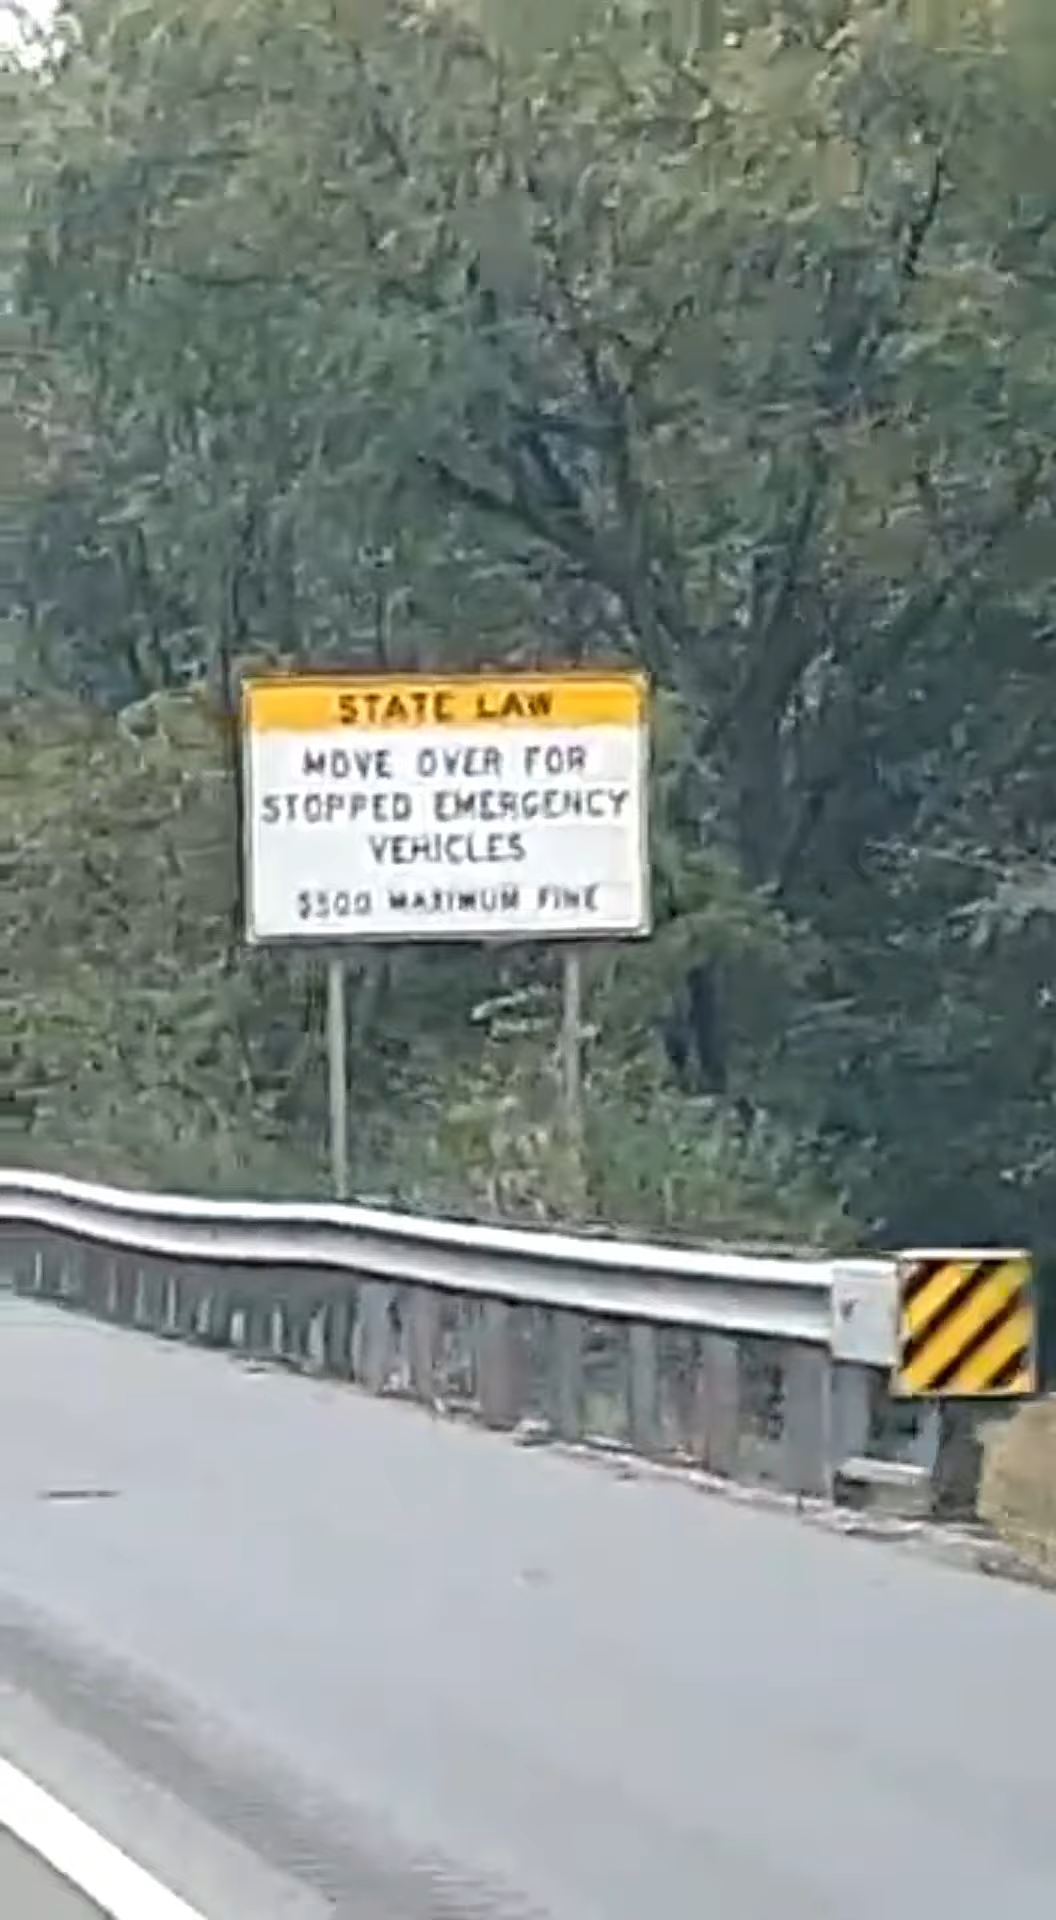 STATE LAW
MOVE OVER FOR
STOPPED EMERGENCY
VEHICLES
$500 MAXIMUM FINE